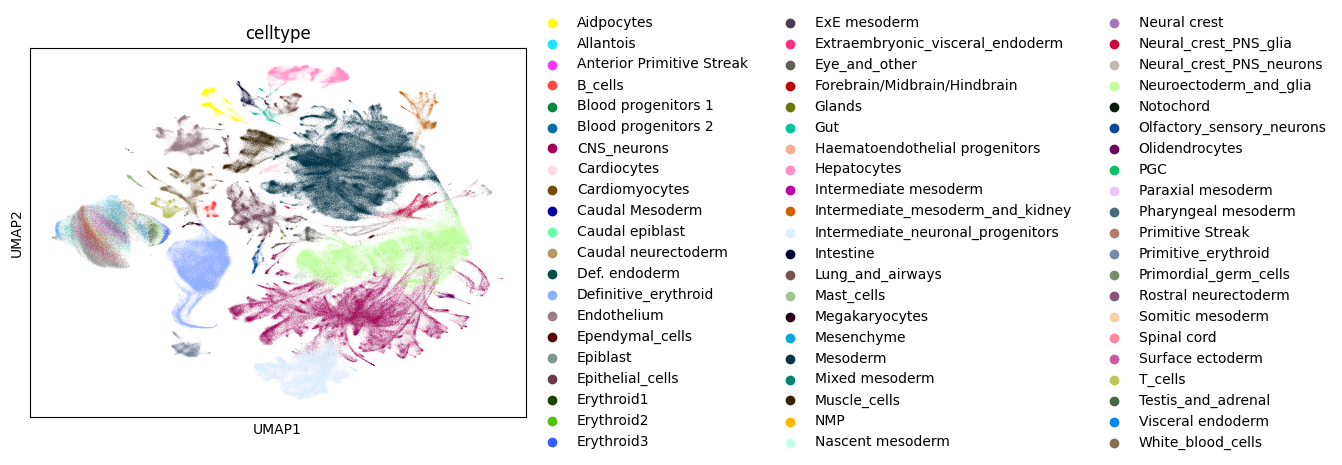 celltype
UMAP2
UMAP1
Aidpocytes
Allantois
Anterior Primitive Streak
B_cells
Blood progenitors 1
Blood progenitors 2
CNS_neurons
Cardiocytes
Cardiomyocytes
Caudal Mesoderm
Caudal epiblast
Caudal neurectoderm
Def. endoderm
Definitive_erythroid
Endothelium
Ependymal_cells
Epiblast
Epithelial_cells
Erythroid1
Erythroid2
Erythroid3
ExE mesoderm
Extraembryonic_visceral_endoderm
Eye_and_other
Forebrain/Midbrain/Hindbrain
Glands
Gut
Haematoendothelial progenitors
Hepatocytes
Intermediate mesoderm
Intermediate_mesoderm_and_kidney
Intermediate_neuronal_progenitors
Intestine
Lung_and_airways
Mast_cells
Megakaryocytes
Mesenchyme
Mesoderm
Mixed mesoderm
Muscle_cells
NMP
Nascent mesoderm
Neural crest
Neural_crest_PNS_glia
Neural_crest_PNS_neurons
Neuroectoderm_and_glia
Notochord
Olfactory_sensory_neurons
Olidendrocytes
PGC
Paraxial mesoderm
Pharyngeal mesoderm
Primitive Streak
Primitive_erythroid
Primordial_germ_cells
Rostral neurectoderm
Somitic mesoderm
Spinal cord
Surface ectoderm
T_cells
Testis_and_adrenal
Visceral endoderm
White_blood_cells